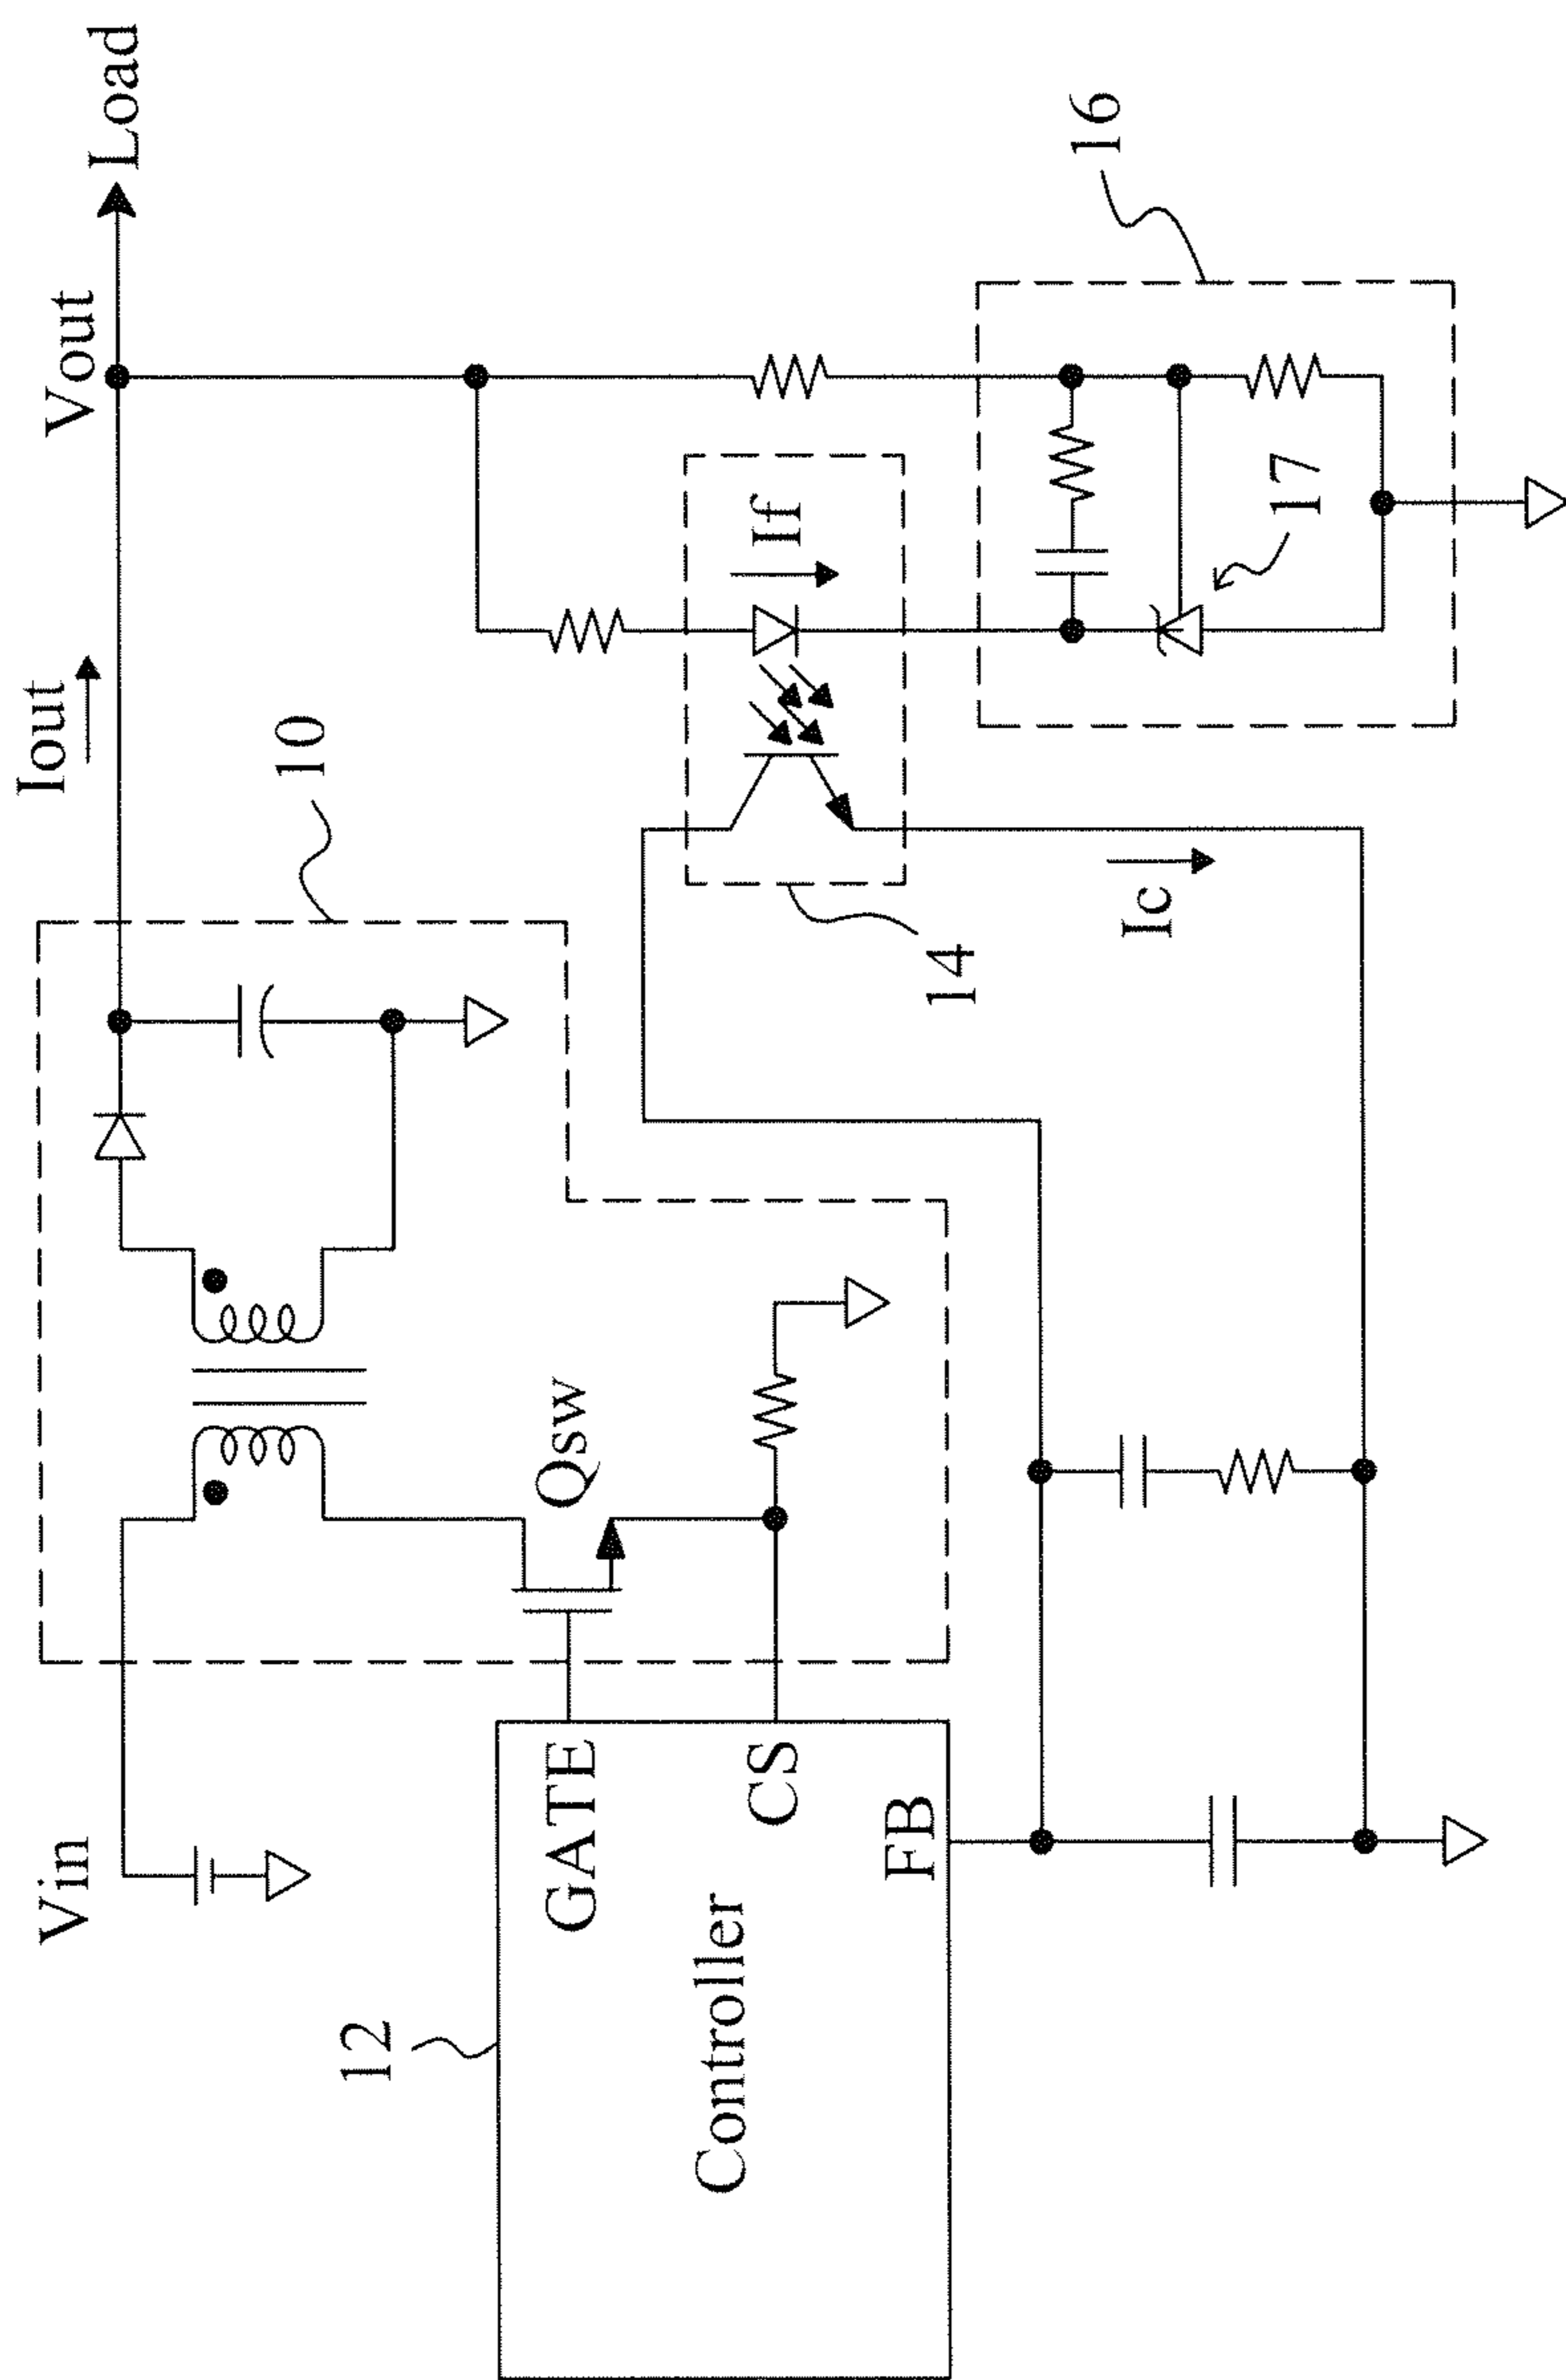 Iout
Vout
Load
Vin
10
12
GATE
Qsw
CS
Controller
FB
14
If
Ic
16
17